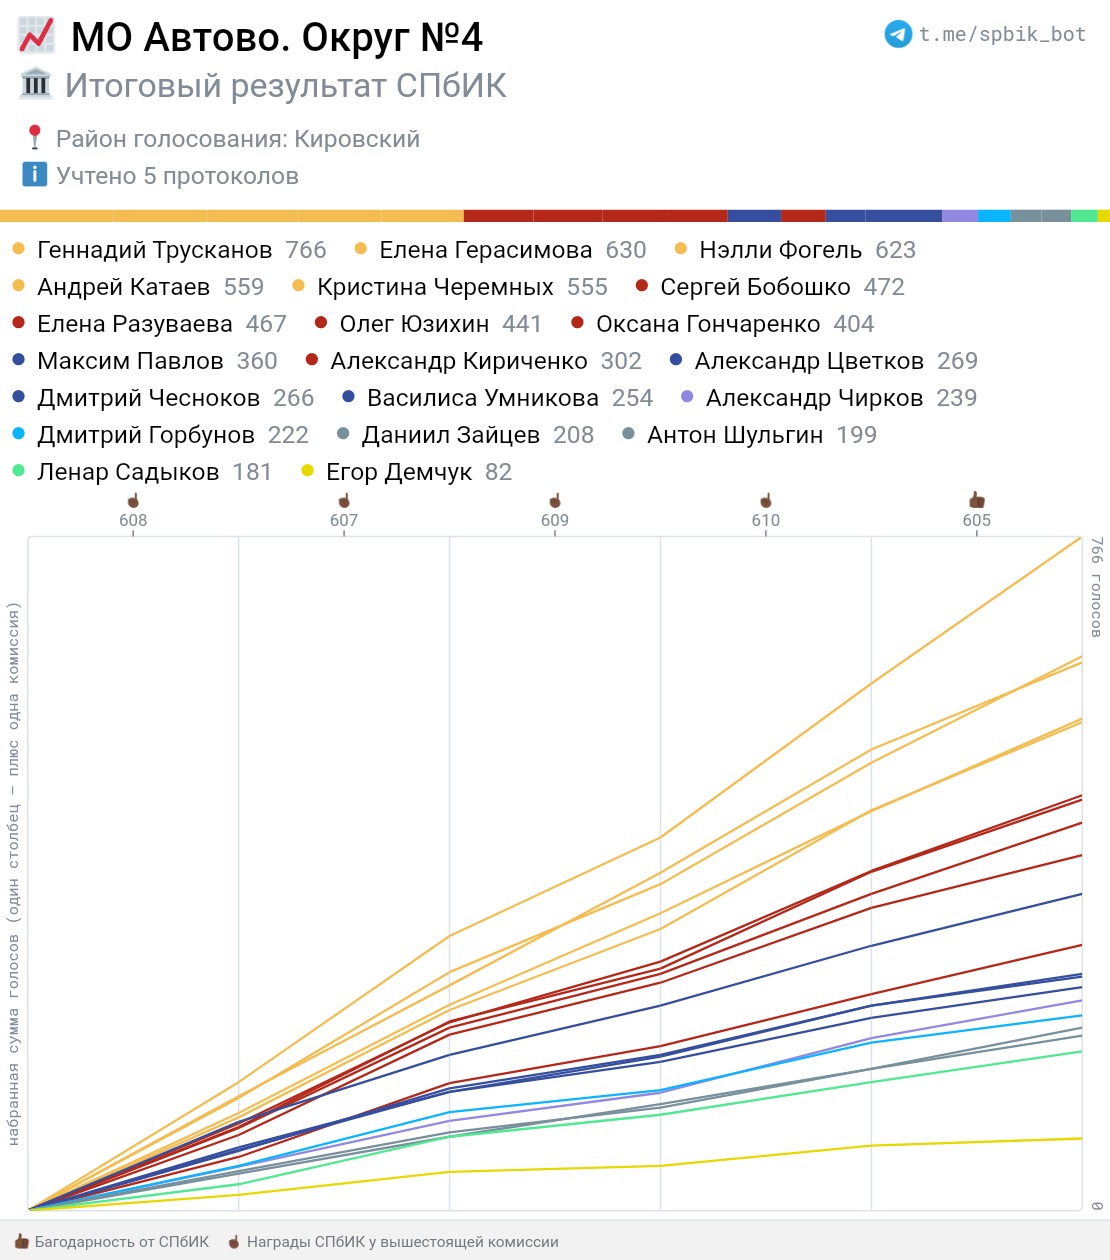 МО Автово. Округ №4
t.me/spbik_bot
Итоговый результат СПбИК
Район голосования: Кировский
Учтено 5 протоколов
Геннадий Трусканов 766 Елена Герасимова 630 Нэлли Фогель 623
Андрей Катаев 559 Кристина Черемных 555 Сергей Бобошко 472
Елена Разуваева 467 Олег Юзихин 441 Оксана Гончаренко 404
Максим Павлов 360 Александр Кириченко 302 Александр Цветков 269
Дмитрий Чесноков 266 Василиса Умникова 254 Александр Чирков 239
Дмитрий Горбунов 222 Даниил Зайцев 208 Антон Шульгин 199
Ленар Садыков 181 Егор Демчук 82
608 607 609 610 605
766 голосов
набранная сумма голосов (один столбец – плюс одна комиссия)
0
Багодарность от СПбИК Награды СПбИК у вышестоящей комиссии